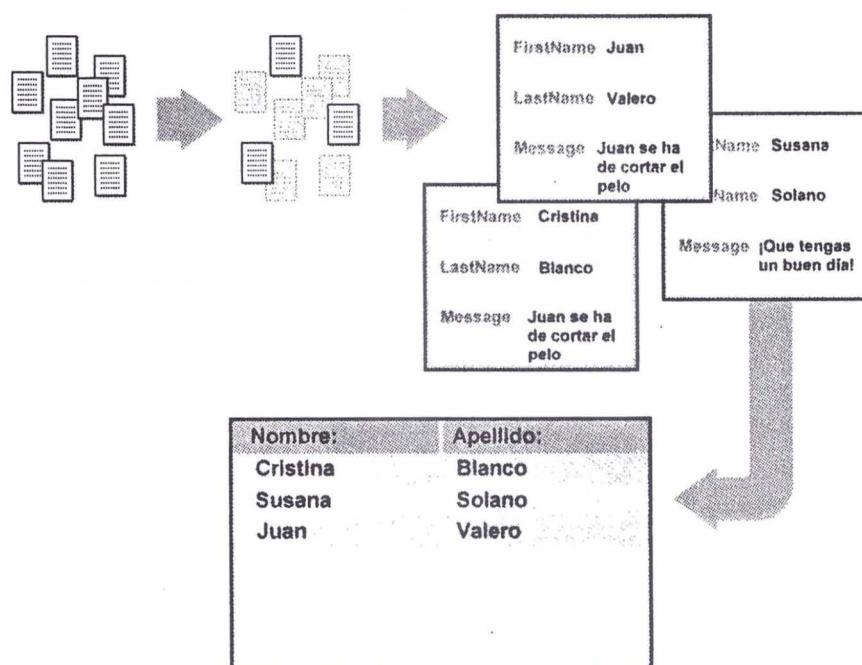 FirstName Juan
LastName Valero
Message Juan se ha
de cortar el
pelo
Name Susana
Name Solano
Message ¡Que tengas
un buen día!
FirstName Cristina
LastName Blanco
Message Juan se ha
de cortar el
pelo
Nombre: Apellido:
Cristina Blanco
Susana Solano
Juan Valero